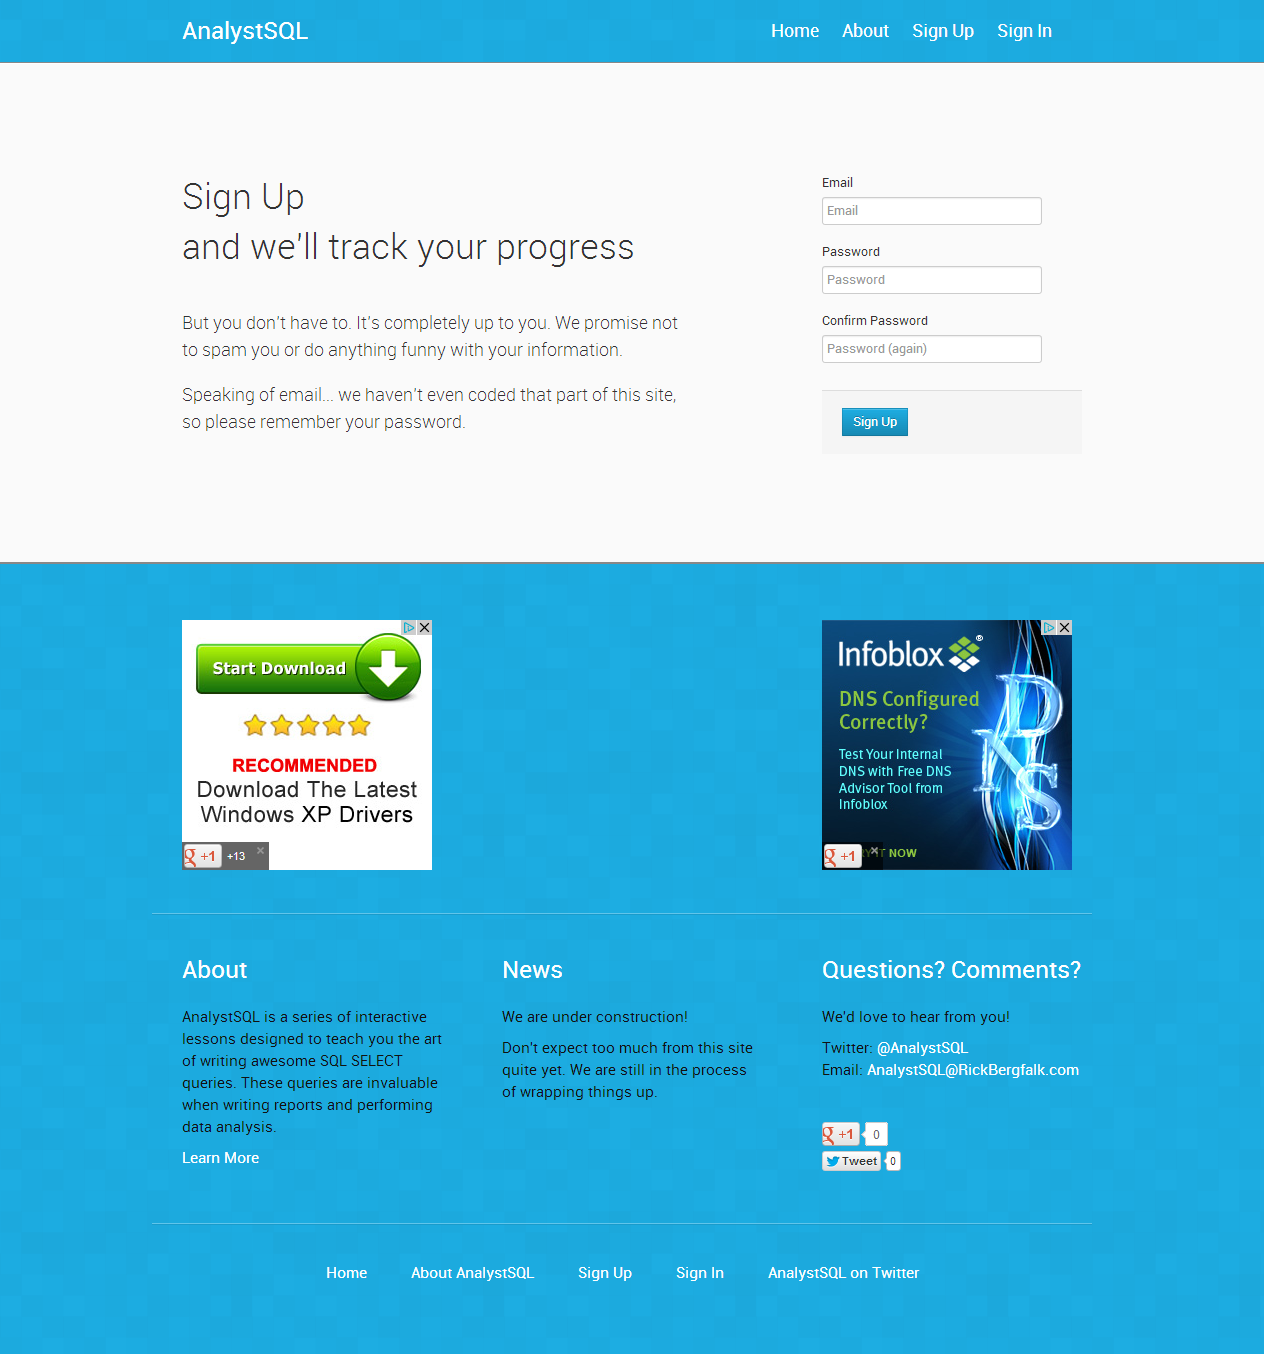 AnalystSQL
Home About Sign Up Sign In
Sign Up
and we'll track your progress
But you don't have to. It's completely up to you. We promise not
to spam you or do anything funny with your information.
Speaking of email... we haven't even coded that part of this site,
so please remember your password.
Email
Email
Password
Password
Confirm Password
Password (again)
Sign Up
Start Download
RECOMMENDED
Download The Latest
Windows XP Drivers
g +1 +13
Infoblox®
DNS Configured
Correctly?
Test Your Internal
DNS with Free DNS
Advisor Tool from
Infoblox
DNS
g +1 NOW
About
AnalystSQL is a series of interactive
lessons designed to teach you the art
of writing awesome SQL SELECT
queries. These queries are invaluable
when writing reports and performing
data analysis.
Learn More
News
We are under construction!
Don't expect too much from this site
quite yet. We are still in the process
of wrapping things up.
Questions? Comments?
We'd love to hear from you!
Twitter: @AnalystSQL
Email: AnalystSQL@RickBergfalk.com
g +1 0
Tweet 0
Home About AnalystSQL Sign Up Sign In AnalystSQL on Twitter